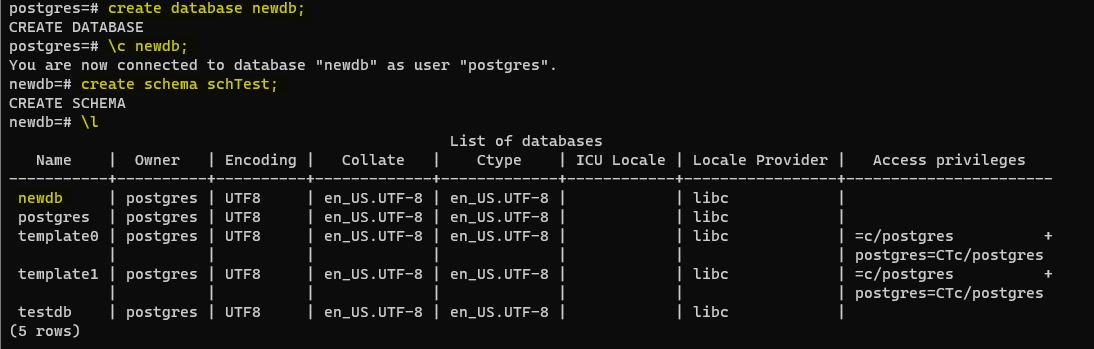 postgres=# create database newdb;
CREATE DATABASE
postgres=# \c newdb;
You are now connected to database "newdb" as user "postgres".
newdb=# create schema schTest;
CREATE SCHEMA
newdb=# \l
                                                 List of databases
   Name    |  Owner   | Encoding |   Collate   |    Ctype    | ICU Locale | Locale Provider |   Access privileges
-----------+----------+----------+-------------+-------------+------------+-----------------+-----------------------
 newdb     | postgres | UTF8     | en_US.UTF-8 | en_US.UTF-8 |            | libc            |
 postgres  | postgres | UTF8     | en_US.UTF-8 | en_US.UTF-8 |            | libc            |
 template0 | postgres | UTF8     | en_US.UTF-8 | en_US.UTF-8 |            | libc            | =c/postgres          +
           |          |          |             |             |            |                 | postgres=CTc/postgres
 template1 | postgres | UTF8     | en_US.UTF-8 | en_US.UTF-8 |            | libc            | =c/postgres          +
           |          |          |             |             |            |                 | postgres=CTc/postgres
 testdb    | postgres | UTF8     | en_US.UTF-8 | en_US.UTF-8 |            | libc            |
(5 rows)